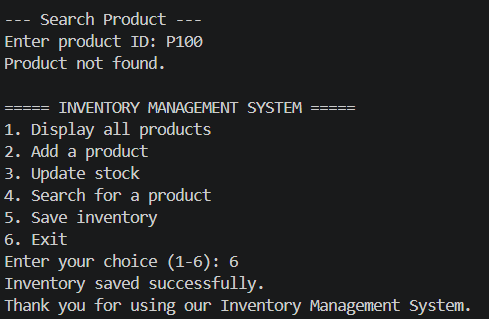 --- Search Product ---
Enter product ID: P100
Product not found.

===== INVENTORY MANAGEMENT SYSTEM =====
1. Display all products
2. Add a product
3. Update stock
4. Search for a product
5. Save inventory
6. Exit
Enter your choice (1-6): 6
Inventory saved successfully.
Thank you for using our Inventory Management System.